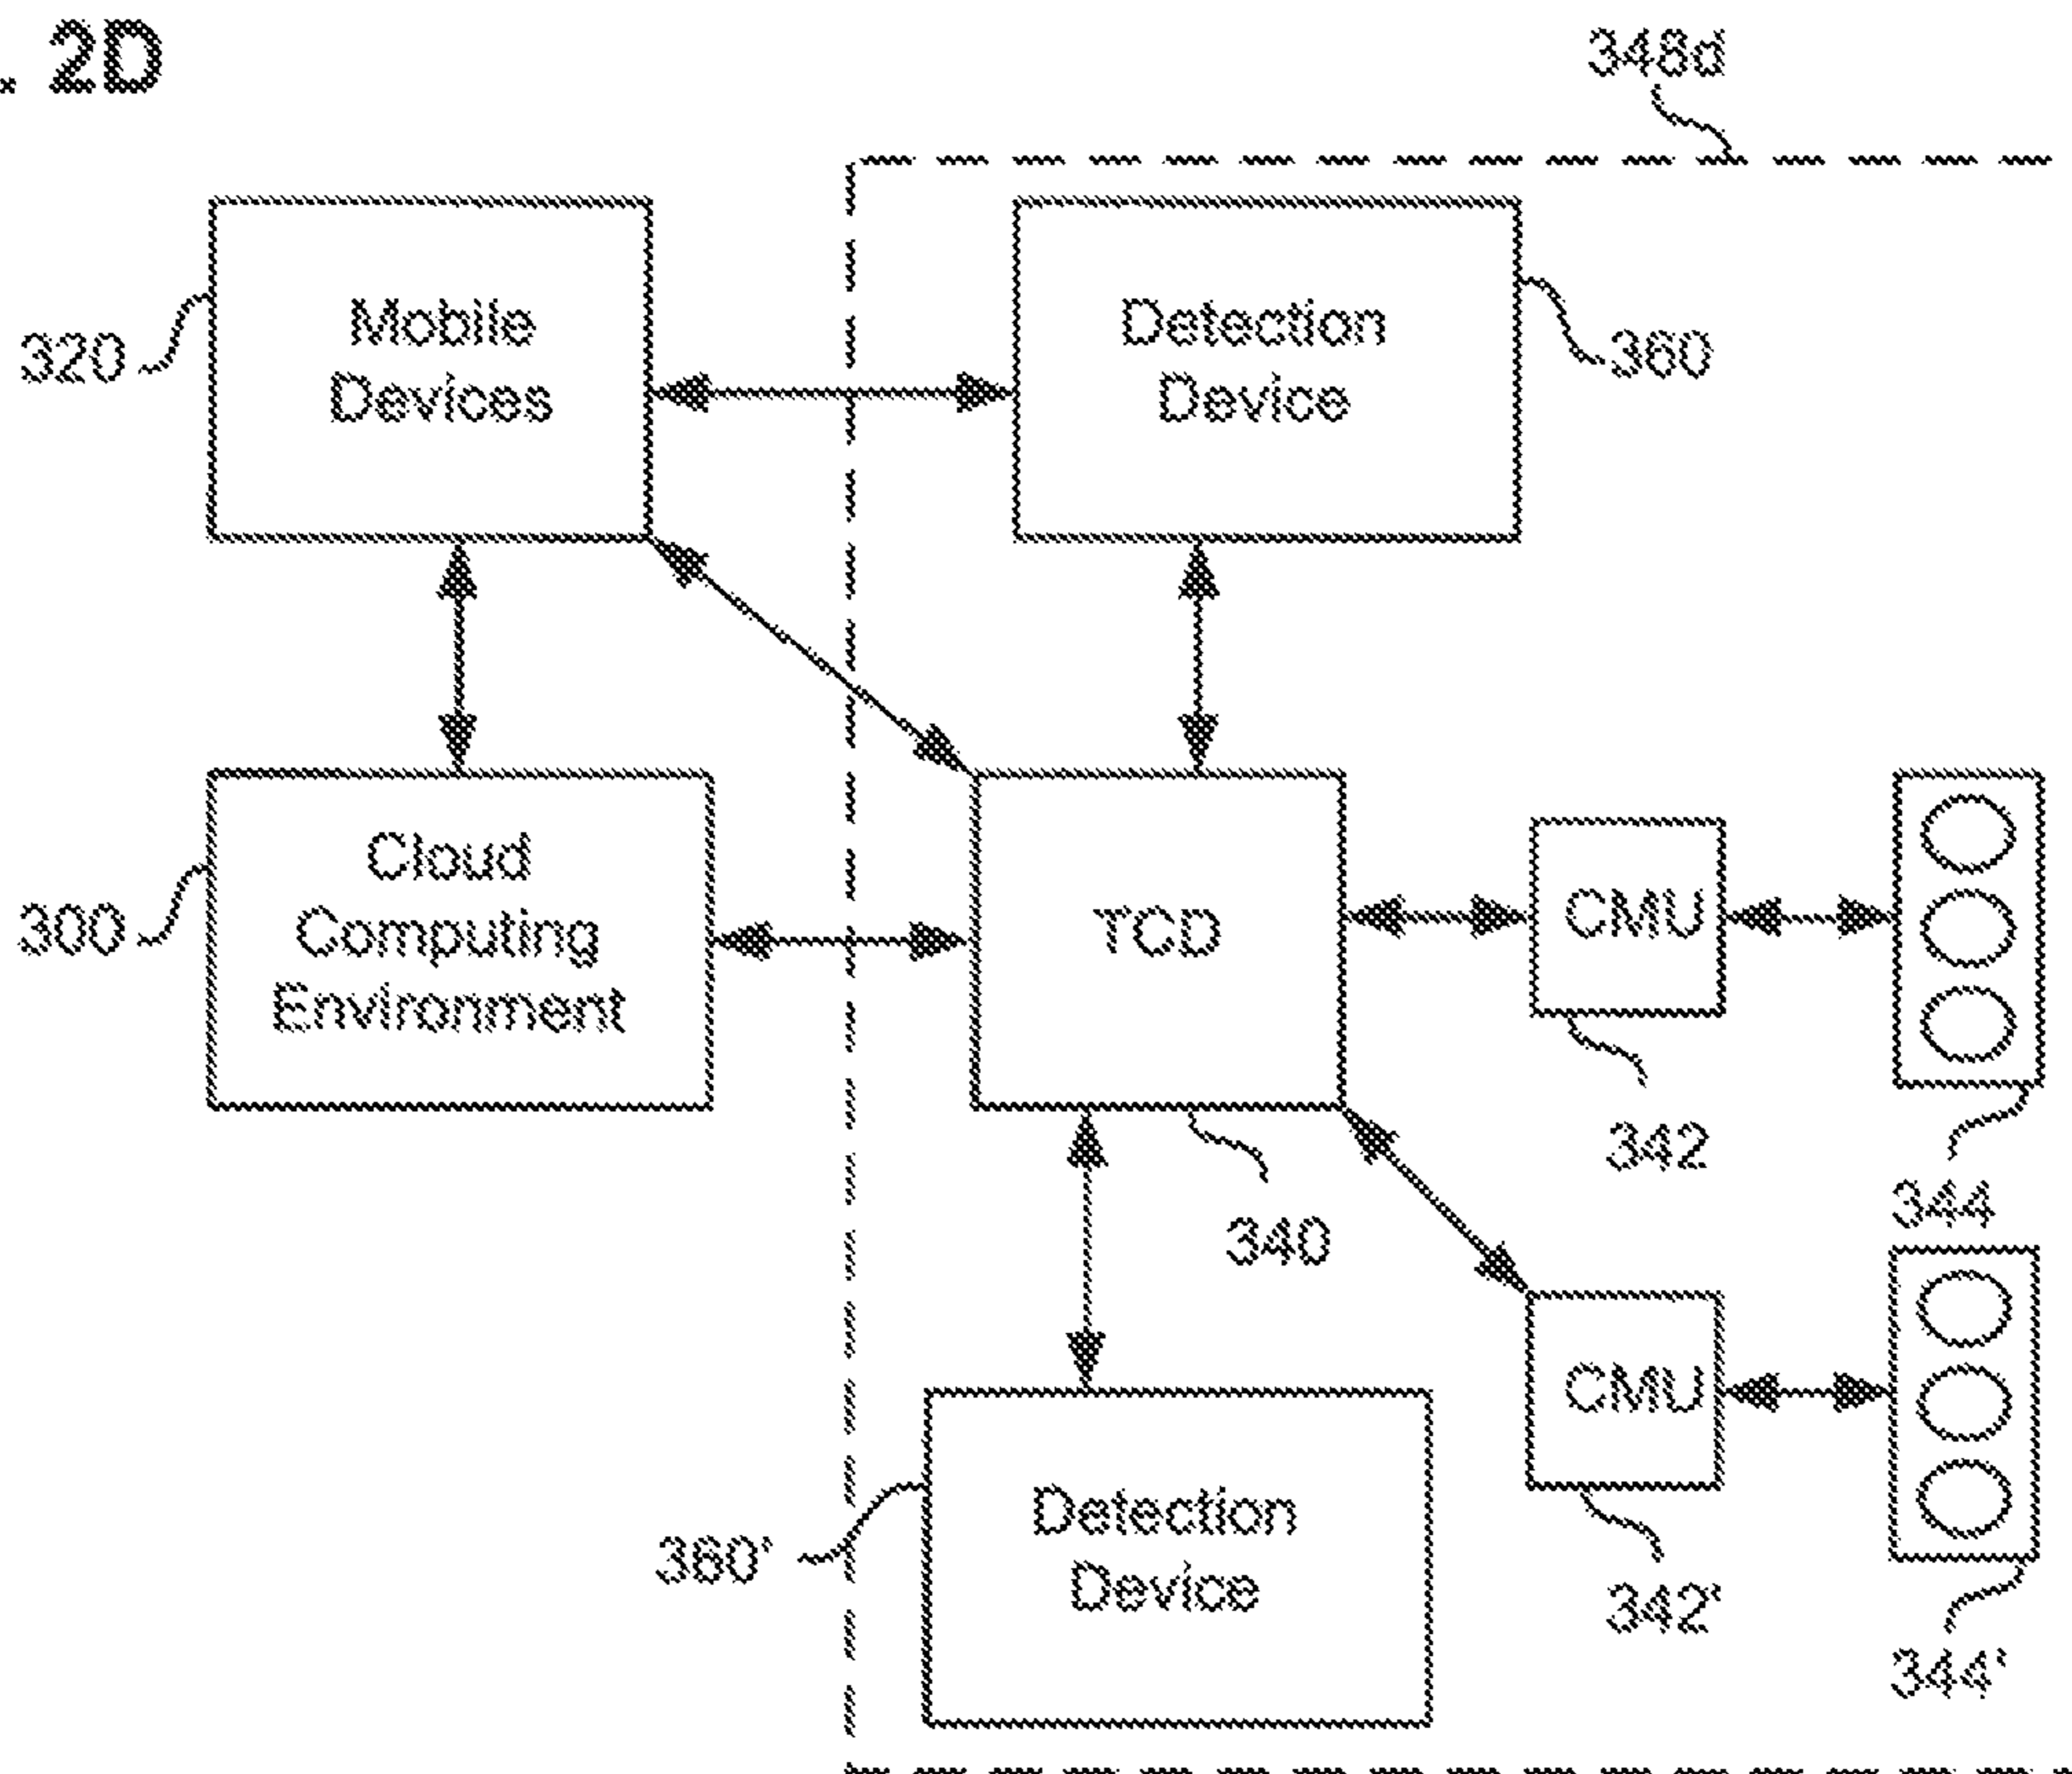 . 2D
348d
Mobile
Devices
320
Detection
Device
360
Cloud
Computing
Environment
300
TCD
340
CMU
342
344
CMU
342'
344'
Detection
Device
360'